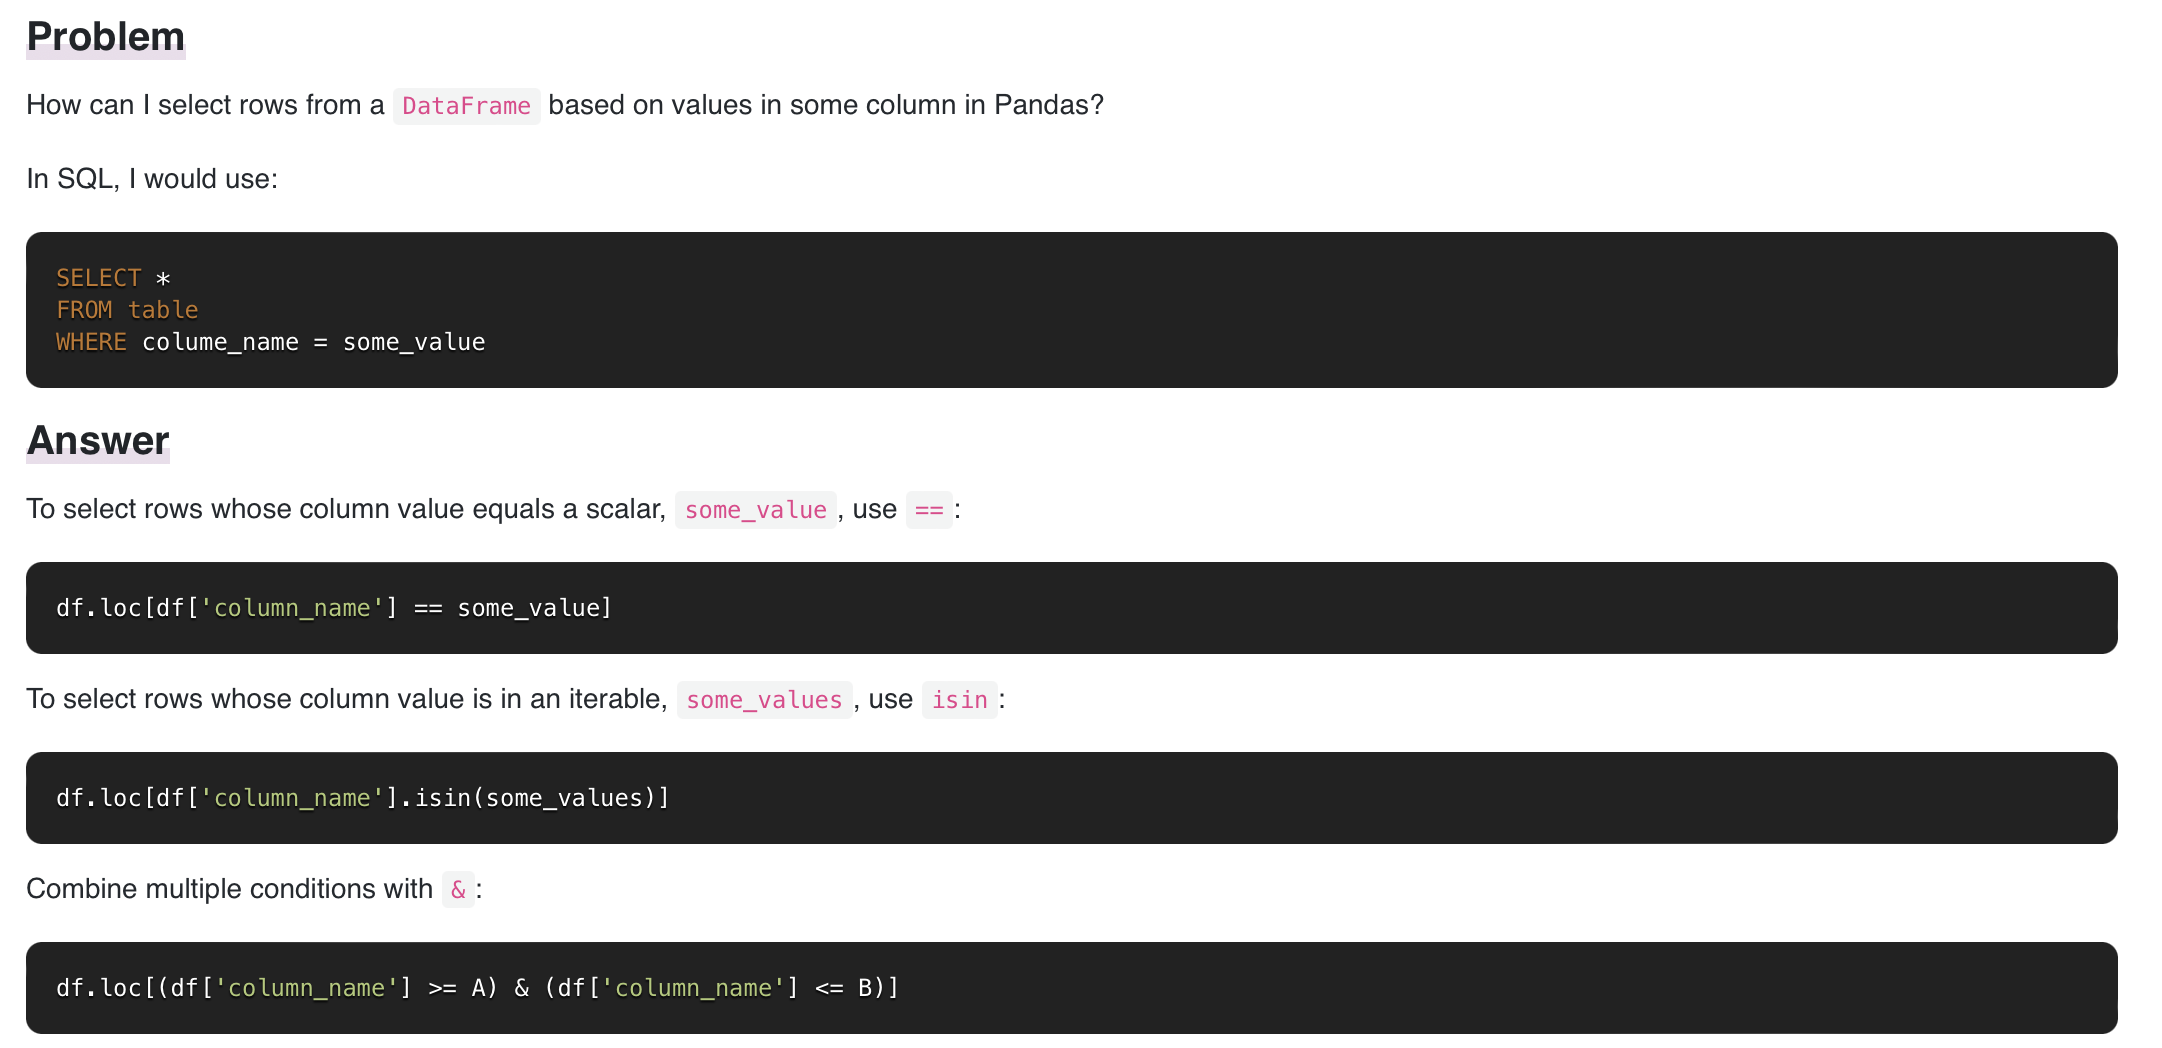 Problem
How can I select rows from a DataFrame based on values in some column in Pandas?
In SQL, I would use:
SELECT *
FROM table
WHERE colume_name = some_value
Answer
To select rows whose column value equals a scalar, some_value, use ==:
df.loc[df['column_name'] == some_value]
To select rows whose column value is in an iterable, some_values, use isin:
df.loc[df['column_name'].isin(some_values)]
Combine multiple conditions with &:
df.loc[(df['column_name'] >= A) & (df['column_name'] <= B)]